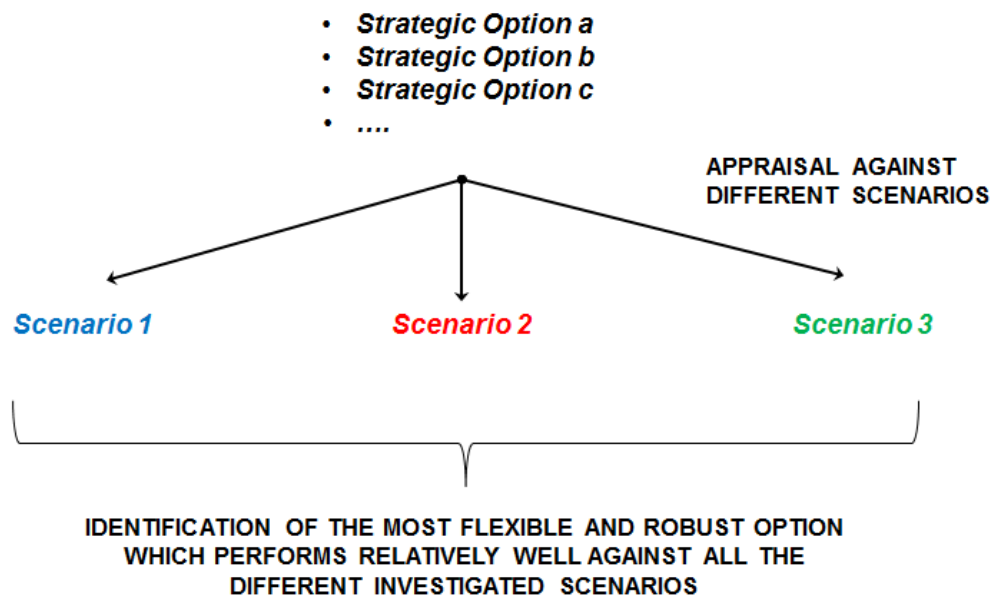 • Strategic Option a
• Strategic Option b
• Strategic Option c
• ....
APPRAISAL AGAINST
DIFFERENT SCENARIOS
Scenario 1 Scenario 2 Scenario 3
IDENTIFICATION OF THE MOST FLEXIBLE AND ROBUST OPTION
WHICH PERFORMS RELATIVELY WELL AGAINST ALL THE
DIFFERENT INVESTIGATED SCENARIOS